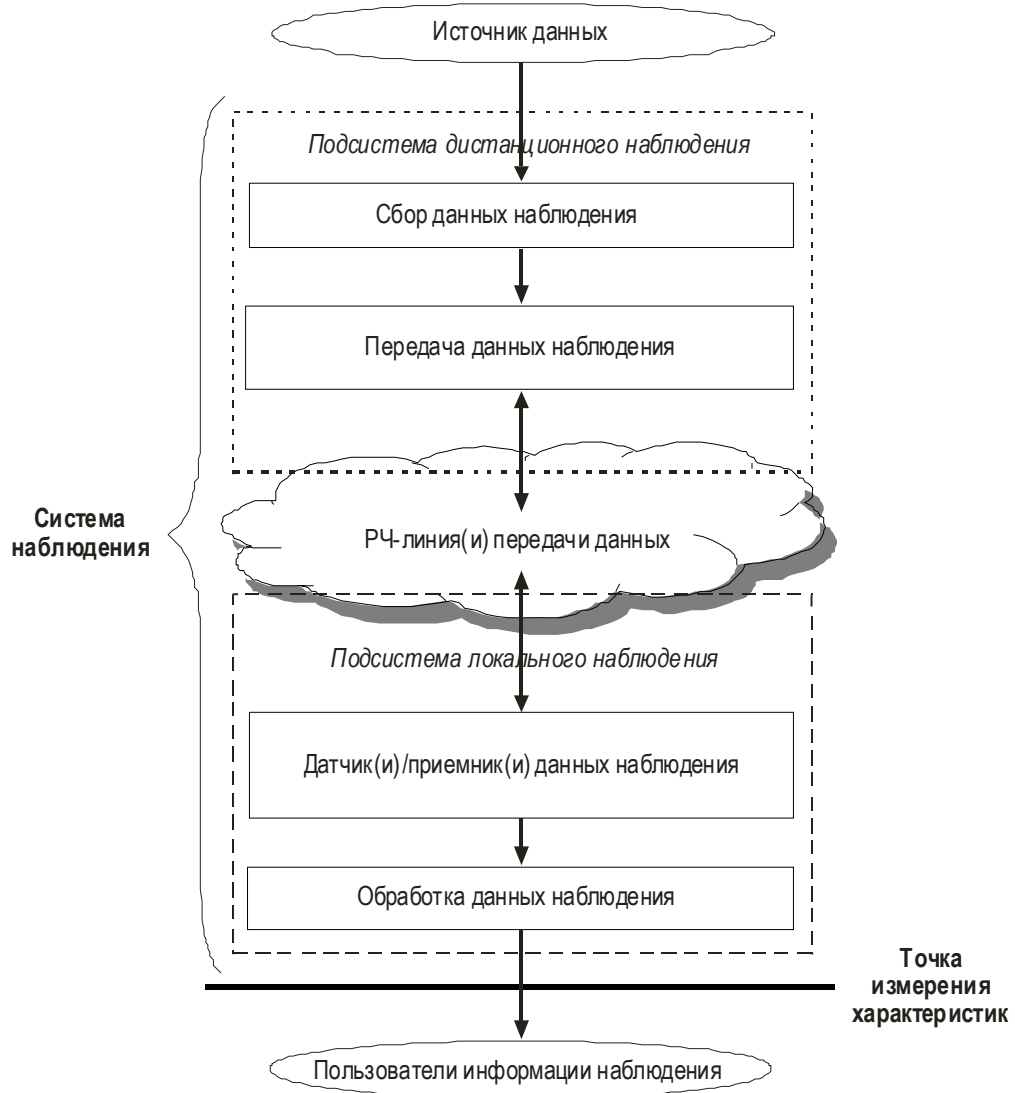 Источник данных
Подсистема дистанционного наблюдения
Сбор данных наблюдения
Передача данных наблюдения
Система
наблюдения
РЧ-линия(и) передачи данных
Подсистема локального наблюдения
Датчик(и)/приемник(и) данных наблюдения
Обработка данных наблюдения
Точка
измерения
характеристик
Пользователи информации наблюдения